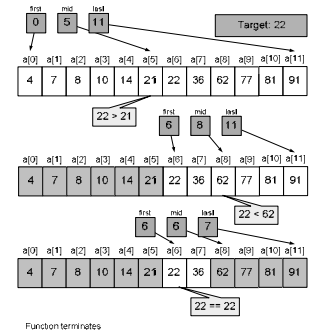 first mid last
0 5 11
Target: 22
a[0] a[1] a[2] a[3] a[4] a[5] a[6] a[7] a[8] a[9] a[10] a[11]
4 7 8 10 14 21 22 36 62 77 81 91
22 > 21
first mid last
6 8 11
a[0] a[1] a[2] a[3] a[4] a[5] a[6] a[7] a[8] a[9] a[10] a[11]
4 7 8 10 14 21 22 36 62 77 81 91
22 < 62
first mid last
6 6 7
a[0] a[1] a[2] a[3] a[4] a[5] a[6] a[7] a[8] a[9] a[10] a[11]
4 7 8 10 14 21 22 36 62 77 81 91
22 == 22
Function terminates